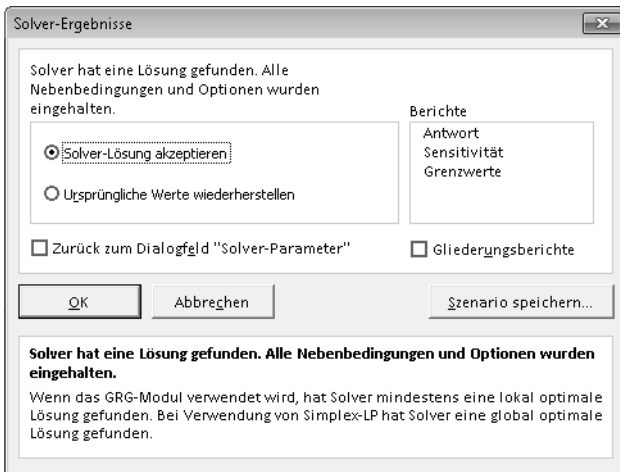 Solver-Ergebnisse
Solver hat eine Lösung gefunden. Alle
Nebenbedingungen und Optionen wurden
eingehalten.
Berichte
Solver-Lösung akzeptieren
Ursprüngliche Werte wiederherstellen
Antwort
Sensitivität
Grenzwerte
Zurück zum Dialogfeld "Solver-Parameter"
Gliederungsberichte
OK
Abbrechen
Szenario speichern...
Solver hat eine Lösung gefunden. Alle Nebenbedingungen und Optionen wurden
eingehalten.
Wenn das GRG-Modul verwendet wird, hat Solver mindestens eine lokal optimale
Lösung gefunden. Bei Verwendung von Simplex-LP hat Solver eine global optimale
Lösung gefunden.